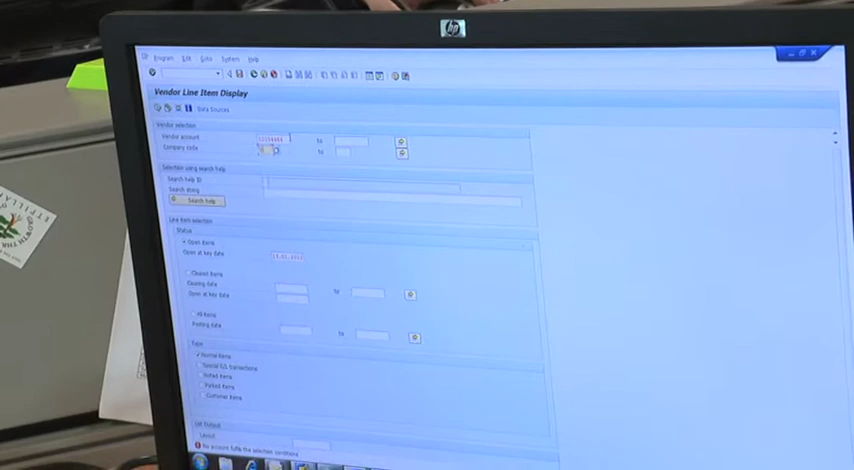 hp
Program Edit Goto System Help
Vendor Line Item Display
Data Sources
Vendor selection
Vendor account to
Company code to
Selection using search help
Search help ID
Search string
Search help
Line item selection
Status
Open items
Open at key date
Cleared items
Clearing date to
Open at key date
All items
Posting date to
Type
Normal items
Special G/L transactions
Noted items
Parked items
Customer items
List Output
Layout
No account fulfills the selection conditions